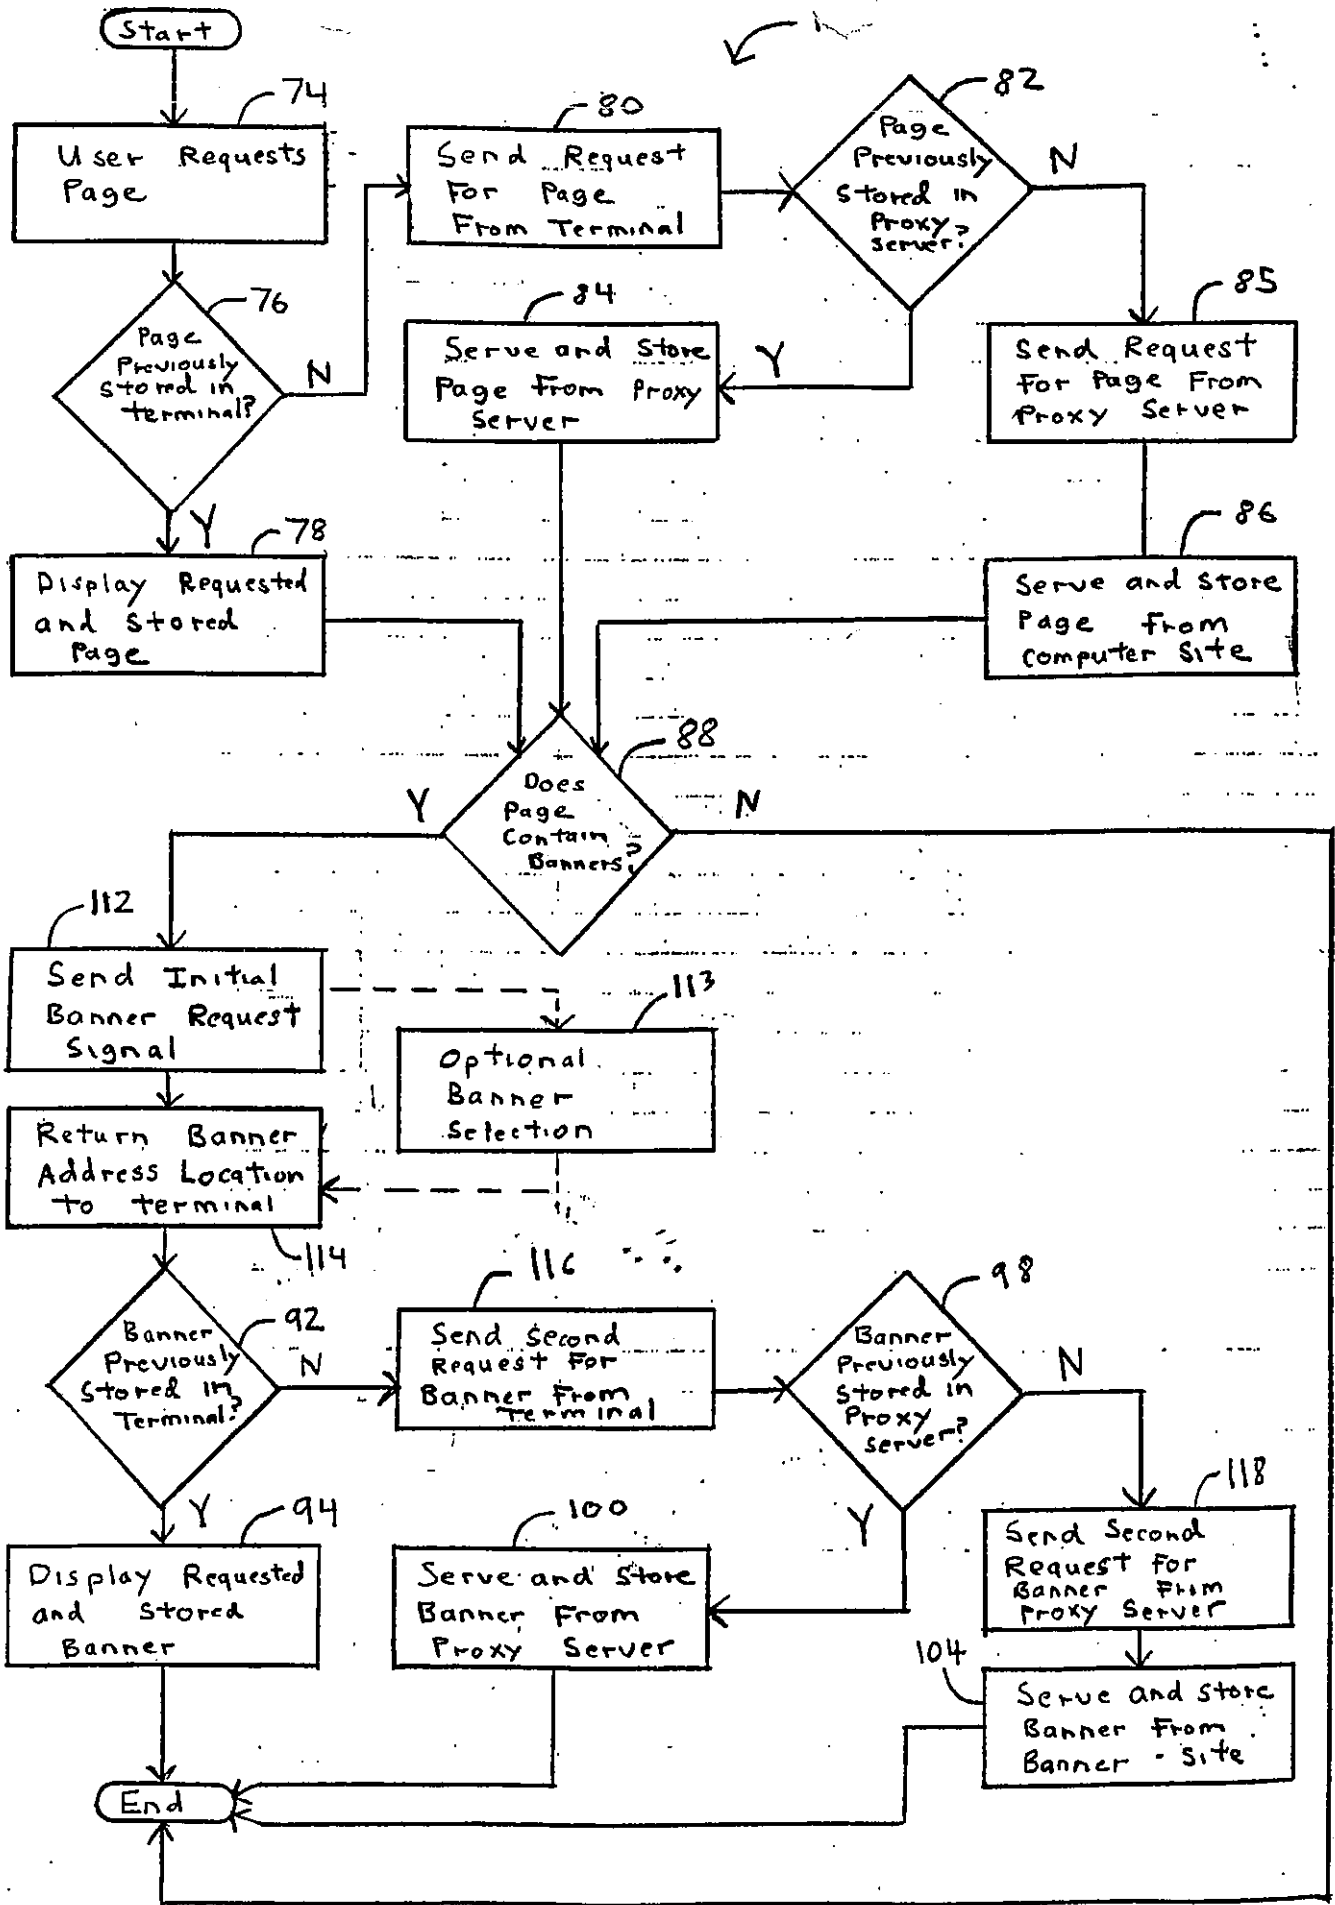 Start
74
User Requests
Page
80
Send Request
For Page
From Terminal
82
Page
Previously
Stored in
Proxy
Server?
N
76
Page
Previously
Stored in
terminal?
N
Y
84
Serve and Store
Page From Proxy
Server
Y
85
Send Request
For Page From
Proxy Server
78
Display Requested
and Stored
Page
86
Serve and Store
Page From
Computer Site
88
Does
Page
Contain
Banners?
Y
N
112
Send Initial
Banner Request
Signal
113
Optional
Banner
Selection
Return Banner
Address Location
to terminal
114
92
Banner
Previously
Stored in
Terminal?
N
Y
116
Send Second
Request For
Banner From
Terminal
98
Banner
Previously
Stored in
Proxy
Server?
N
Y
94
Display Requested
and Stored
Banner
100
Serve and Store
Banner From
Proxy Server
118
Send Second
Request For
Banner From
Proxy Server
104
Serve and Store
Banner From
Banner - Site
End